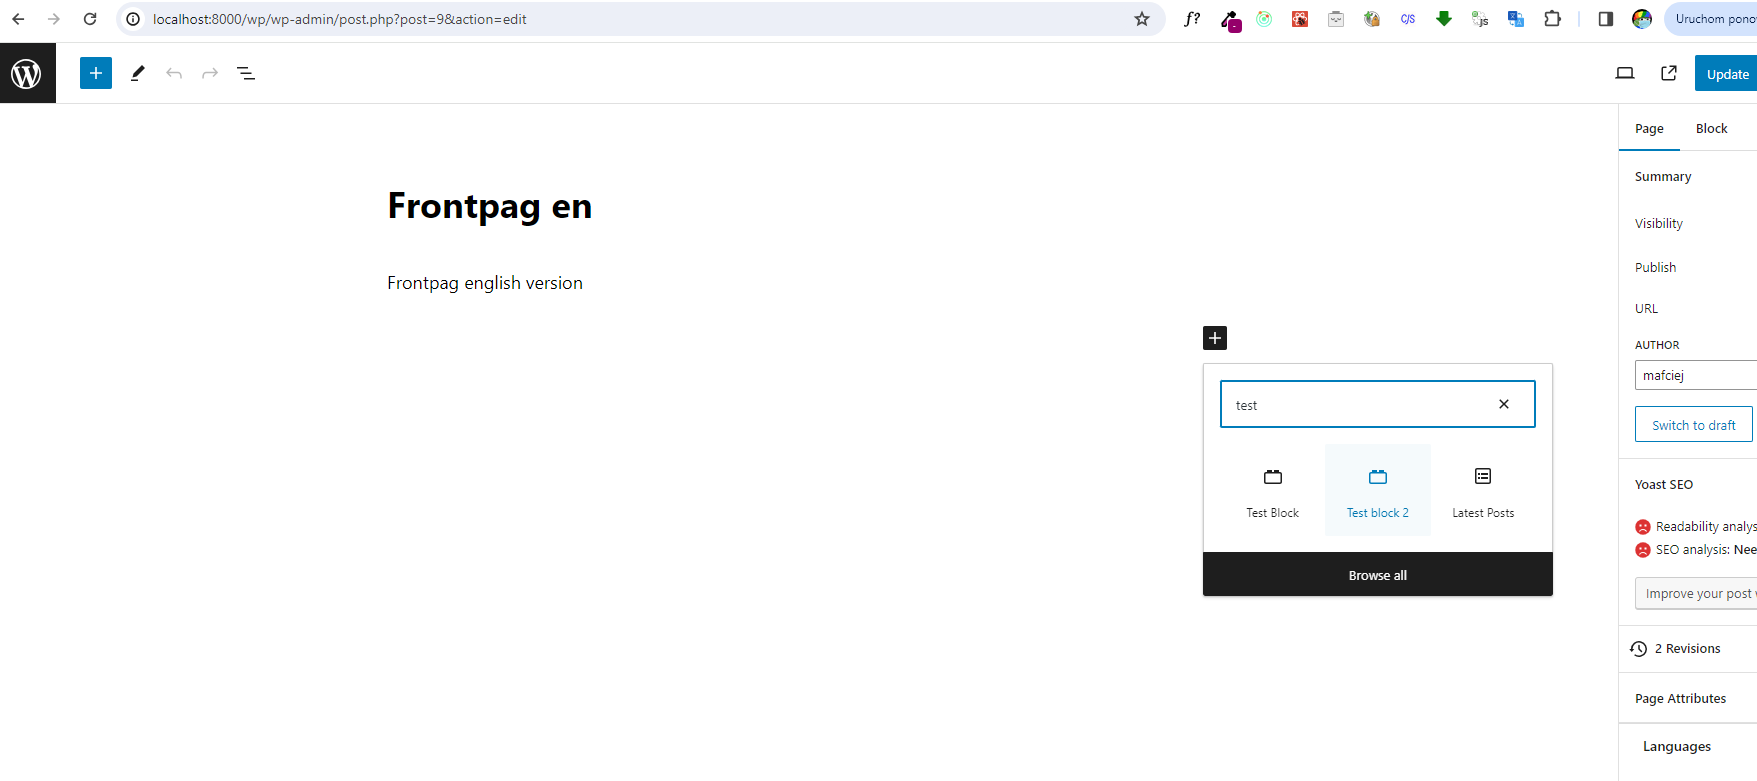 localhost:8000/wp/wp-admin/post.php?post=9&action=edit
f?
C/S
js
Uruchom pono
Update
Page
Block
Frontpag en
Frontpag english version
test
Test Block
Test block 2
Latest Posts
Browse all
Summary
Visibility
Publish
URL
AUTHOR
mafciej
Switch to draft
Yoast SEO
Readability analys
SEO analysis: Nee
Improve your post
2 Revisions
Page Attributes
Languages